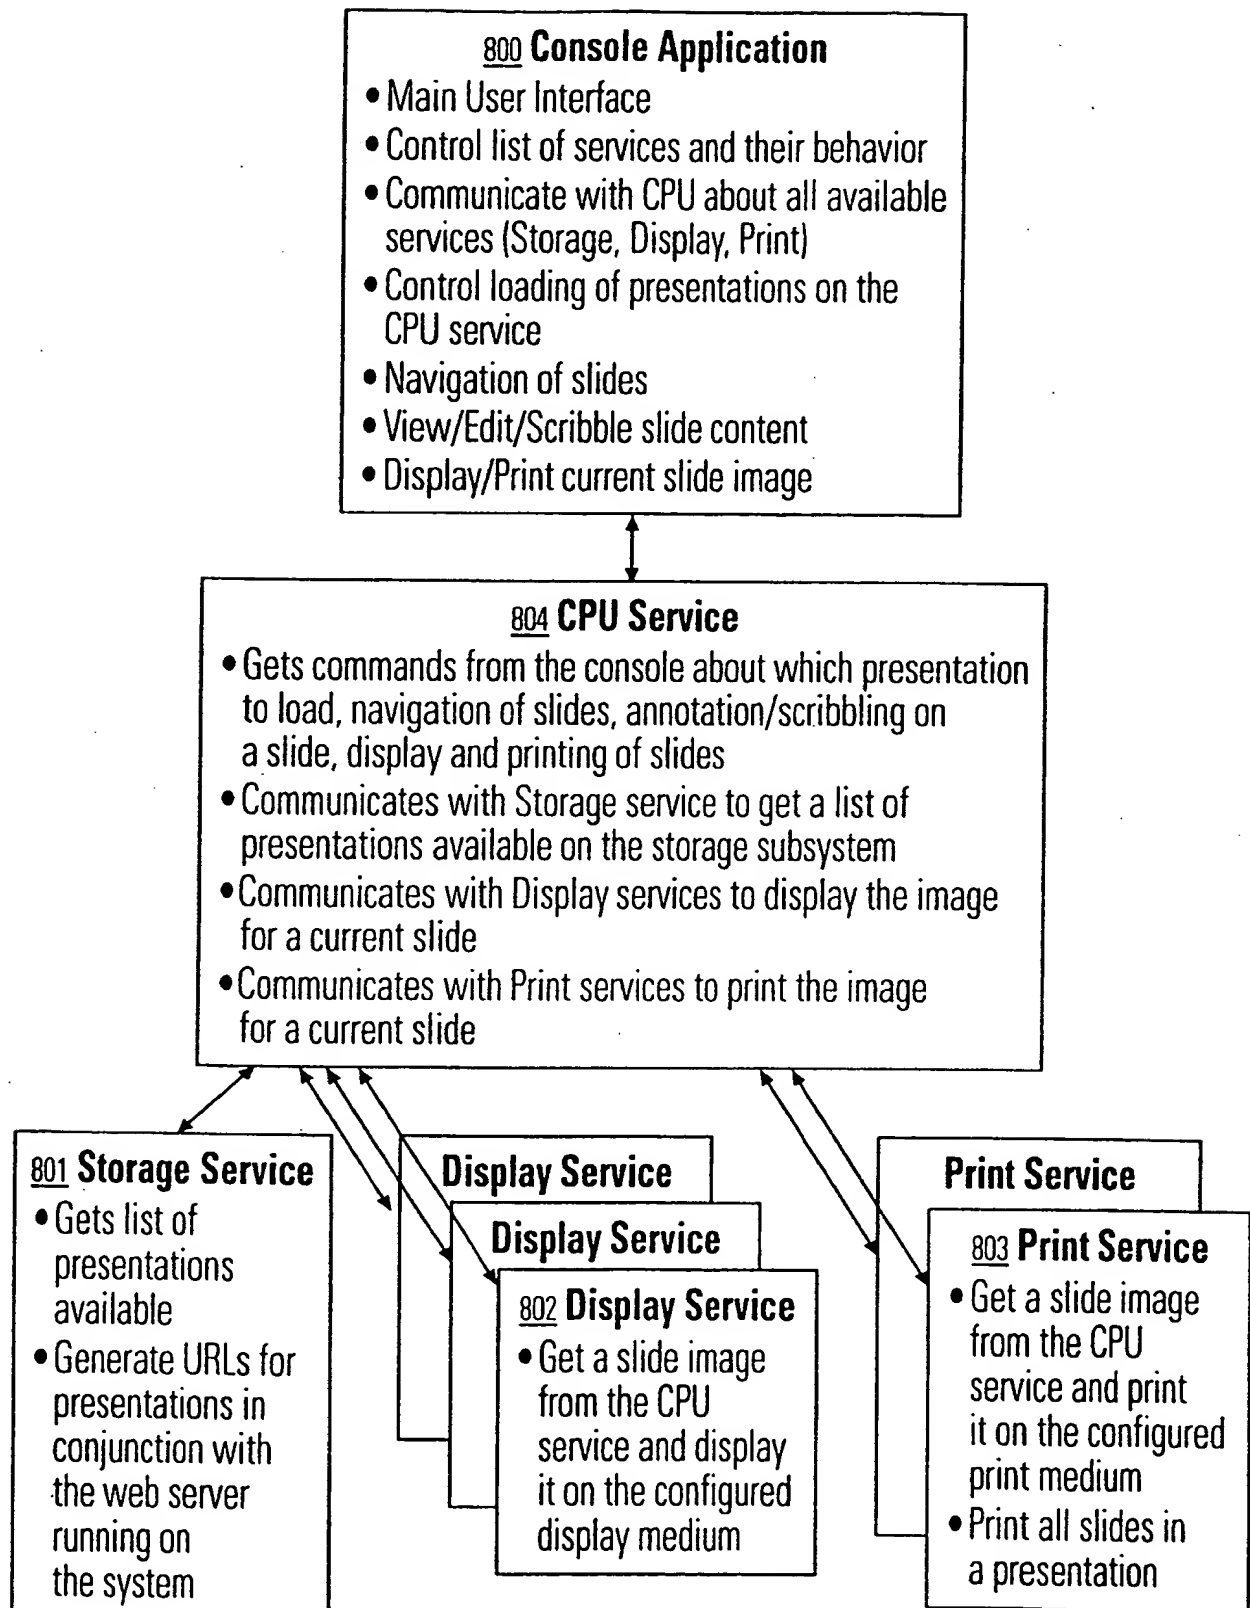 800 Console Application
• Main User Interface
• Control list of services and their behavior
• Communicate with CPU about all available
services (Storage, Display, Print)
• Control loading of presentations on the
CPU service
• Navigation of slides
• View/Edit/Scribble slide content
• Display/Print current slide image
804 CPU Service
• Gets commands from the console about which presentation
to load, navigation of slides, annotation/scribbling on
a slide, display and printing of slides
• Communicates with Storage service to get a list of
presentations available on the storage subsystem
• Communicates with Display services to display the image
for a current slide
• Communicates with Print services to print the image
for a current slide
801 Storage Service
• Gets list of
presentations
available
• Generate URLs for
presentations in
conjunction with
the web server
running on
the system
Display Service
Display Service
802 Display Service
• Get a slide image
from the CPU
service and display
it on the configured
display medium
Print Service
803 Print Service
• Get a slide image
from the CPU
service and print
it on the configured
print medium
• Print all slides in
a presentation